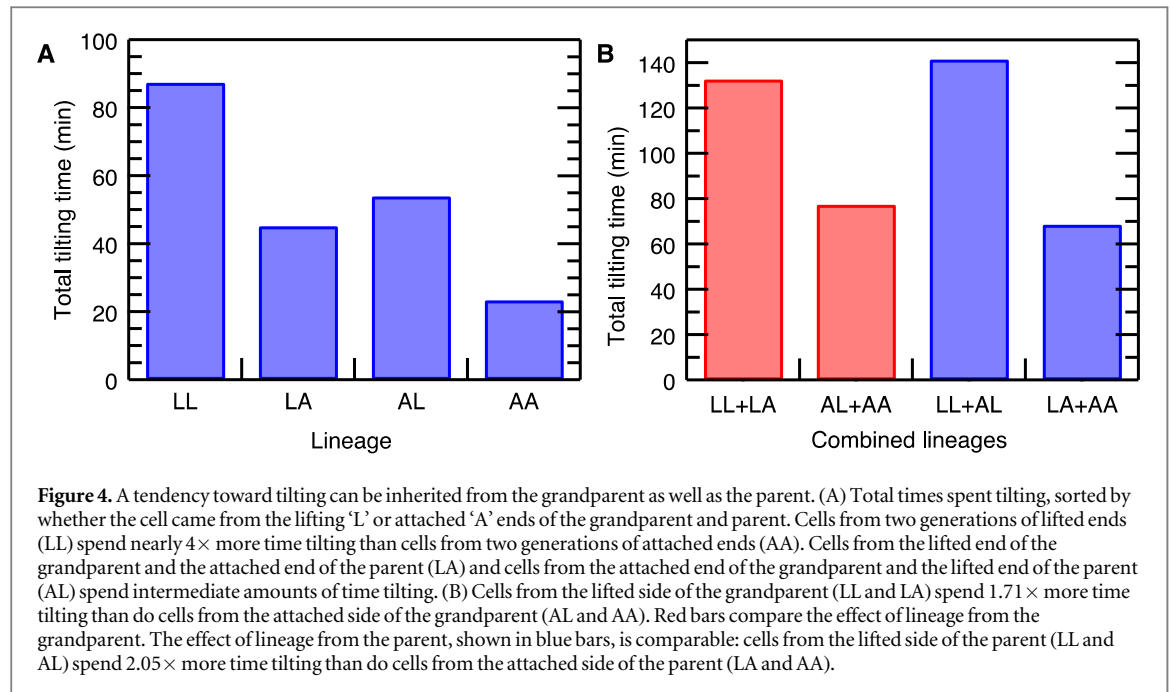 A
B
100
80
60
40
20
0
Total tilting time (min)
LL
LA
AL
AA
Lineage
140
120
100
80
60
40
20
0
Total tilting time (min)
LL+LA
AL+AA
LL+AL
LA+AA
Combined lineages
Figure 4. A tendency toward tilting can be inherited from the grandparent as well as the parent. (A) Total times spent tilting, sorted by
whether the cell came from the lifting ‘L’ or attached ‘A’ ends of the grandparent and parent. Cells from two generations of lifted ends
(LL) spend nearly 4× more time tilting than cells from two generations of attached ends (AA). Cells from the lifted end of the
grandparent and the attached end of the parent (LA) and cells from the attached end of the grandparent and the lifted end of the parent
(AL) spend intermediate amounts of time tilting. (B) Cells from the lifted side of the grandparent (LL and LA) spend 1.71× more time
tilting than do cells from the attached side of the grandparent (AL and AA). Red bars compare the effect of lineage from the
grandparent. The effect of lineage from the parent, shown in blue bars, is comparable: cells from the lifted side of the parent (LL and
AL) spend 2.05× more time tilting than do cells from the attached side of the parent (LA and AA).